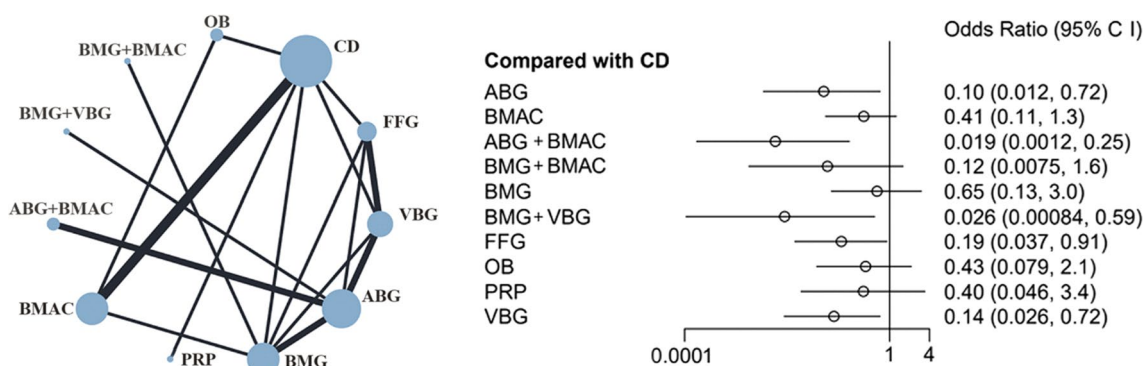 OB
CD
BMG+BMAC
BMG+VBG
FFG
ABG+BMAC
VBG
BMAC
ABG
PRP
BMG
Odds Ratio (95% C I)
Compared with CD
ABG 0.10 (0.012, 0.72)
BMAC 0.41 (0.11, 1.3)
ABG + BMAC 0.019 (0.0012, 0.25)
BMG + BMAC 0.12 (0.0075, 1.6)
BMG 0.65 (0.13, 3.0)
BMG + VBG 0.026 (0.00084, 0.59)
FFG 0.19 (0.037, 0.91)
OB 0.43 (0.079, 2.1)
PRP 0.40 (0.046, 3.4)
VBG 0.14 (0.026, 0.72)
0.0001 1 4